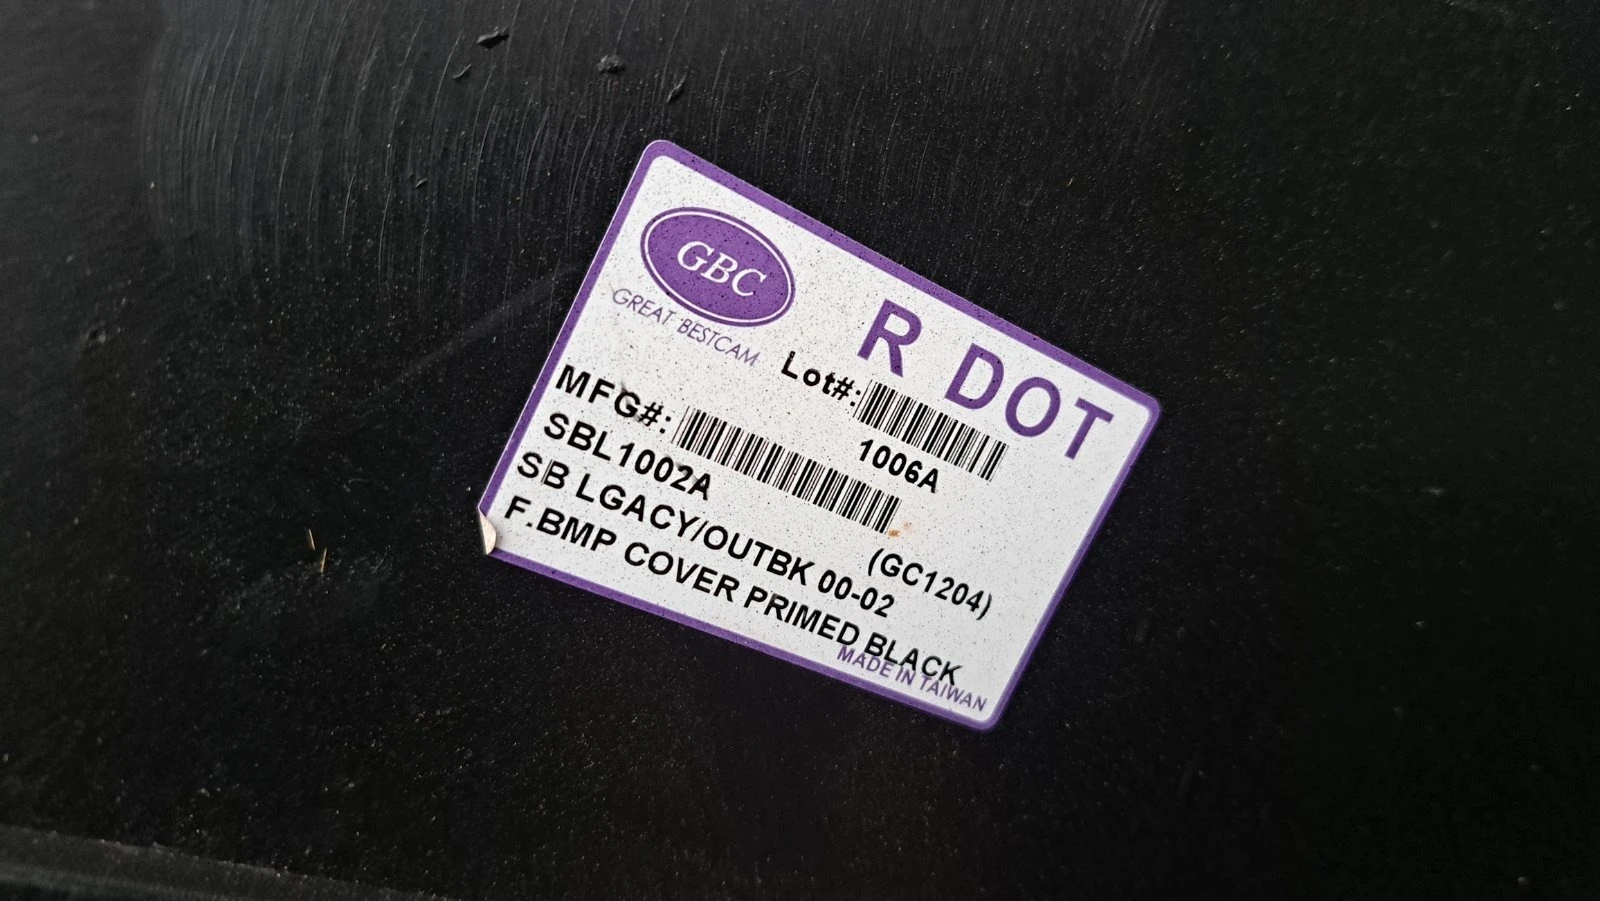 GBC
GREAT BESTCAM
R DOT
Lot#:
1006A
MFG#:
SBL1002A
(GC1204)
SB LGACY/OUTBK 00-02
F.BMP COVER PRIMED BLACK
MADE IN TAIWAN